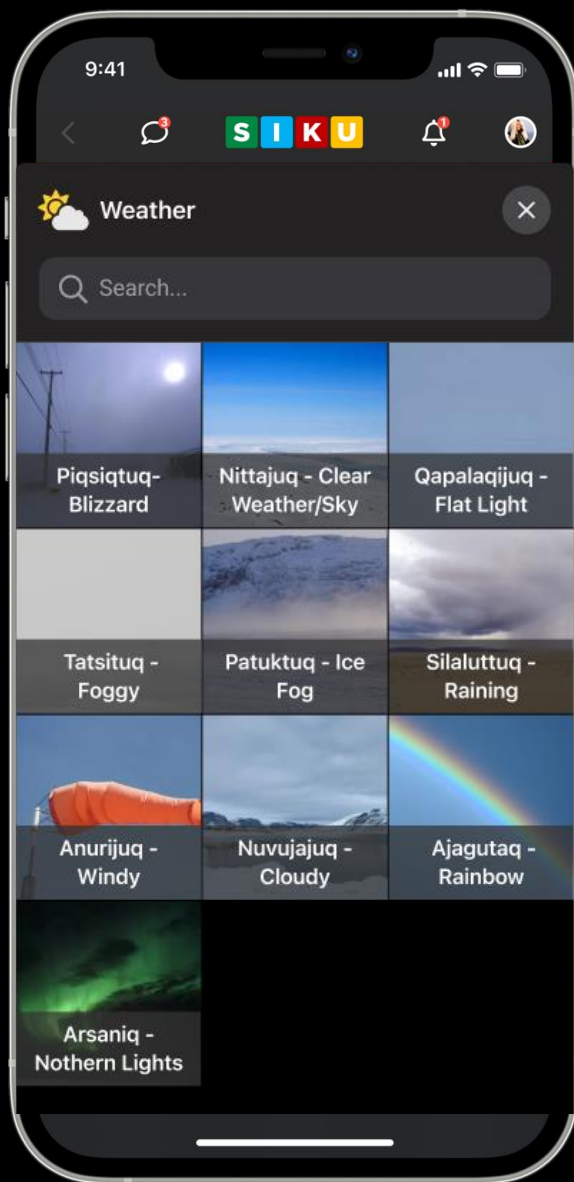 9:41
3
SIKU
1
Weather
Search...
Piqsiqtuq-
Blizzard
Nittajuq - Clear
Weather/Sky
Qapalaqijuq -
Flat Light
Tatsituq -
Foggy
Patuktuq - Ice
Fog
Silaluttuq -
Raining
Anurijuq -
Windy
Nuvujajuq -
Cloudy
Ajagutaq -
Rainbow
Arsaniq -
Nothern Lights